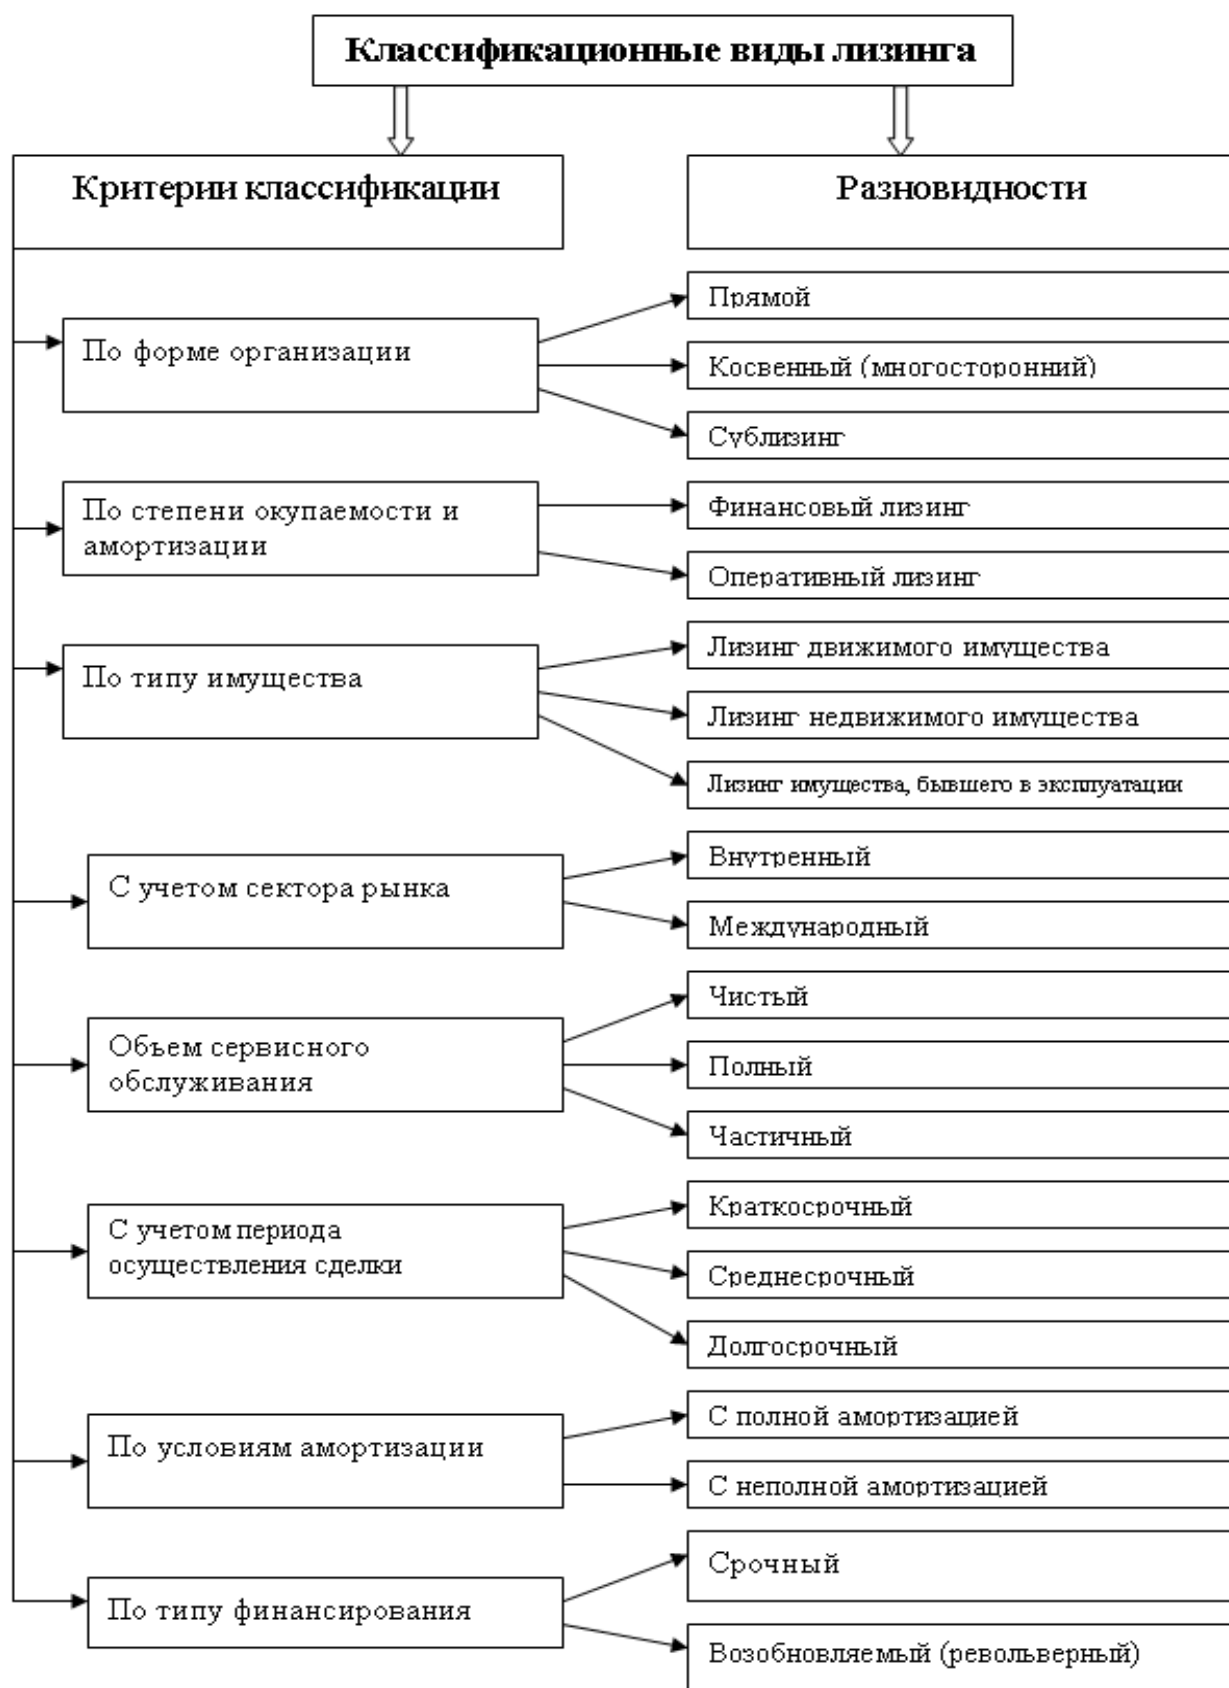 Классификационные виды лизинга
Критерии классификации
Разновидности
По форме организации
Прямой
Косвенный (многосторонний)
Сублизинг
По степени окупаемости и
амортизации
Финансовый лизинг
Оперативный лизинг
По типу имущества
Лизинг движимого имущества
Лизинг недвижимого имущества
Лизинг имущества, бывшего в эксплуатации
С учетом сектора рынка
Внутренный
Международный
Объем сервисного
обслуживания
Чистый
Полный
Частичный
С учетом периода
осуществления сделки
Краткосрочный
Среднесрочный
Долгосрочный
По условиям амортизации
С полной амортизацией
С неполной амортизацией
По типу финансирования
Срочный
Возобновляемый (револьверный)